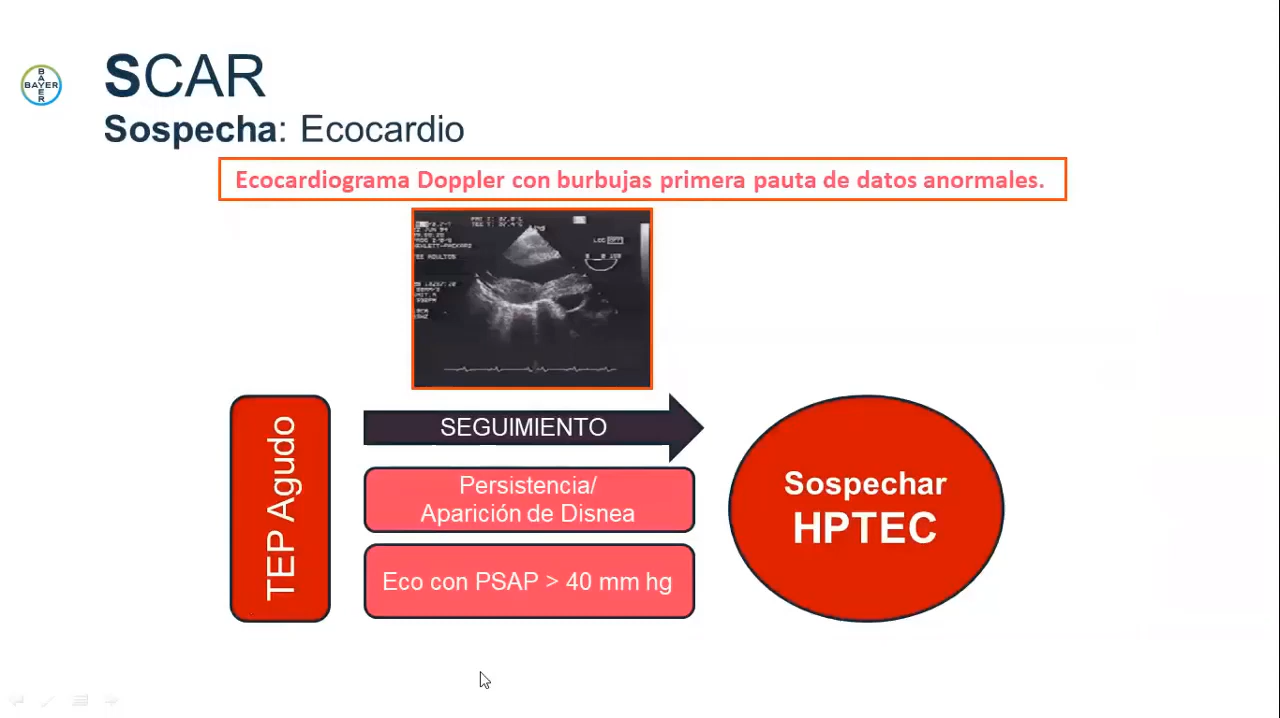 BAYER
BAYER
SCAR
Sospecha: Ecocardio
Ecocardiograma Doppler con burbujas primera pauta de datos anormales.
TEP Agudo
SEGUIMIENTO
Persistencia/
Aparición de Disnea
Eco con PSAP > 40 mm hg
Sospechar
HPTEC